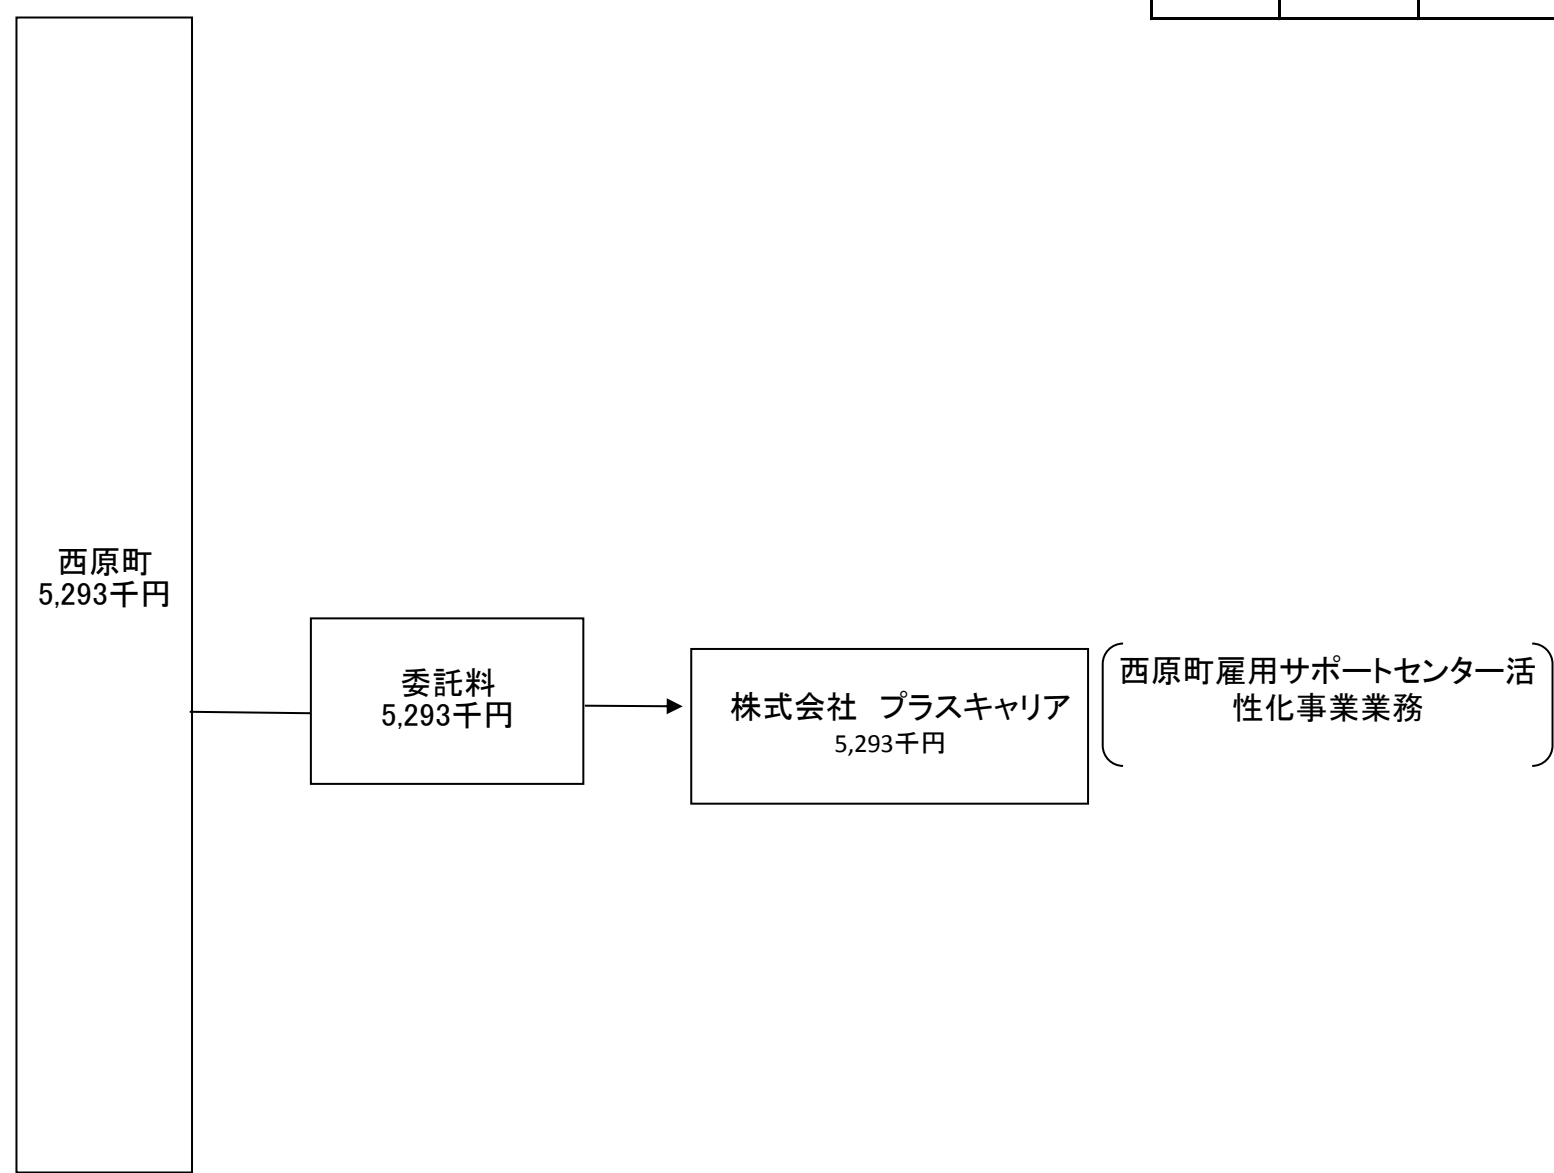 西原町
5,293千円
委託料
5,293千円
株式会社　プラスキャリア
5,293千円
西原町雇用サポートセンター活
性化事業業務